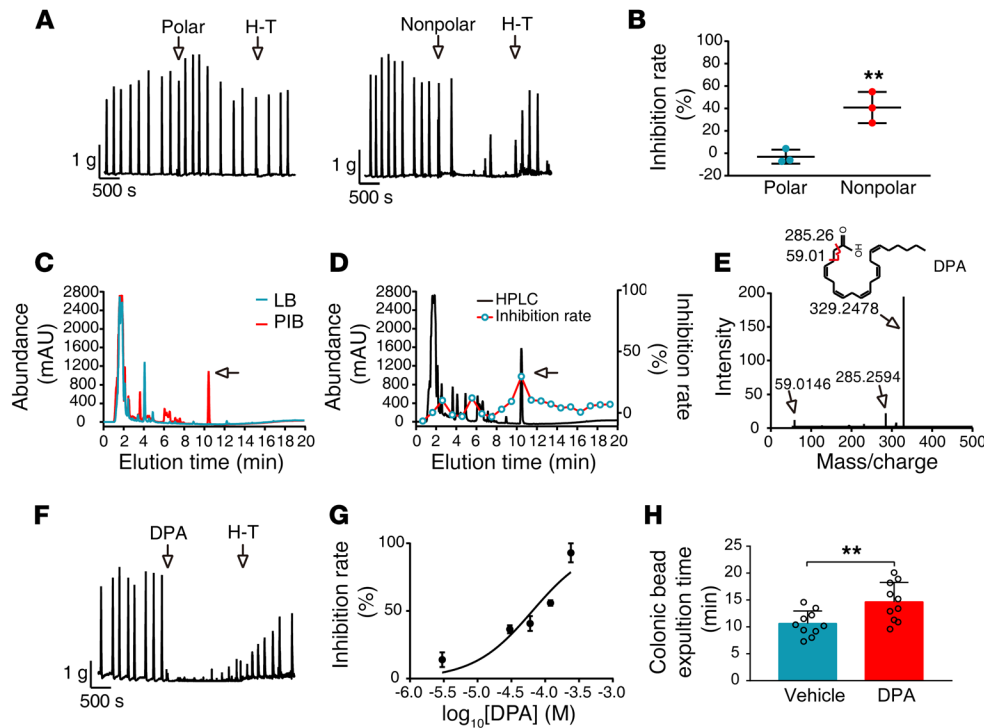 A
Polar
H-T
1 g
500 s
Nonpolar
H-T
1 g
500 s
B
Inhibition rate
(%)
100
80
60
40
20
0
-20
**
Polar
Nonpolar
C
Abundance
(mAU)
2800
2400
2000
1600
1200
800
400
0
LB
PIB
0 2 4 6 8 10 12 14 16 18 20
Elution time (min)
D
Abundance
(mAU)
2800
2400
2000
1600
1200
800
400
0
HPLC
Inhibition rate
100
50
0
Inhibition rate
(%)
0 2 4 6 8 10 12 14 16 18 20
Elution time (min)
E
285.26
59.01
O
OH
DPA
Intensity
200
150
100
50
0
329.2478
59.0146
285.2594
0 100 200 300 400 500
Mass/charge
F
DPA
H-T
1 g
500 s
G
Inhibition rate
(%)
100
50
0
-6.0 -5.5 -5.0 -4.5 -4.0 -3.5 -3.0
log10[DPA] (M)
H
Colonic bead
expultion time
(min)
25
20
15
10
5
0
**
Vehicle
DPA